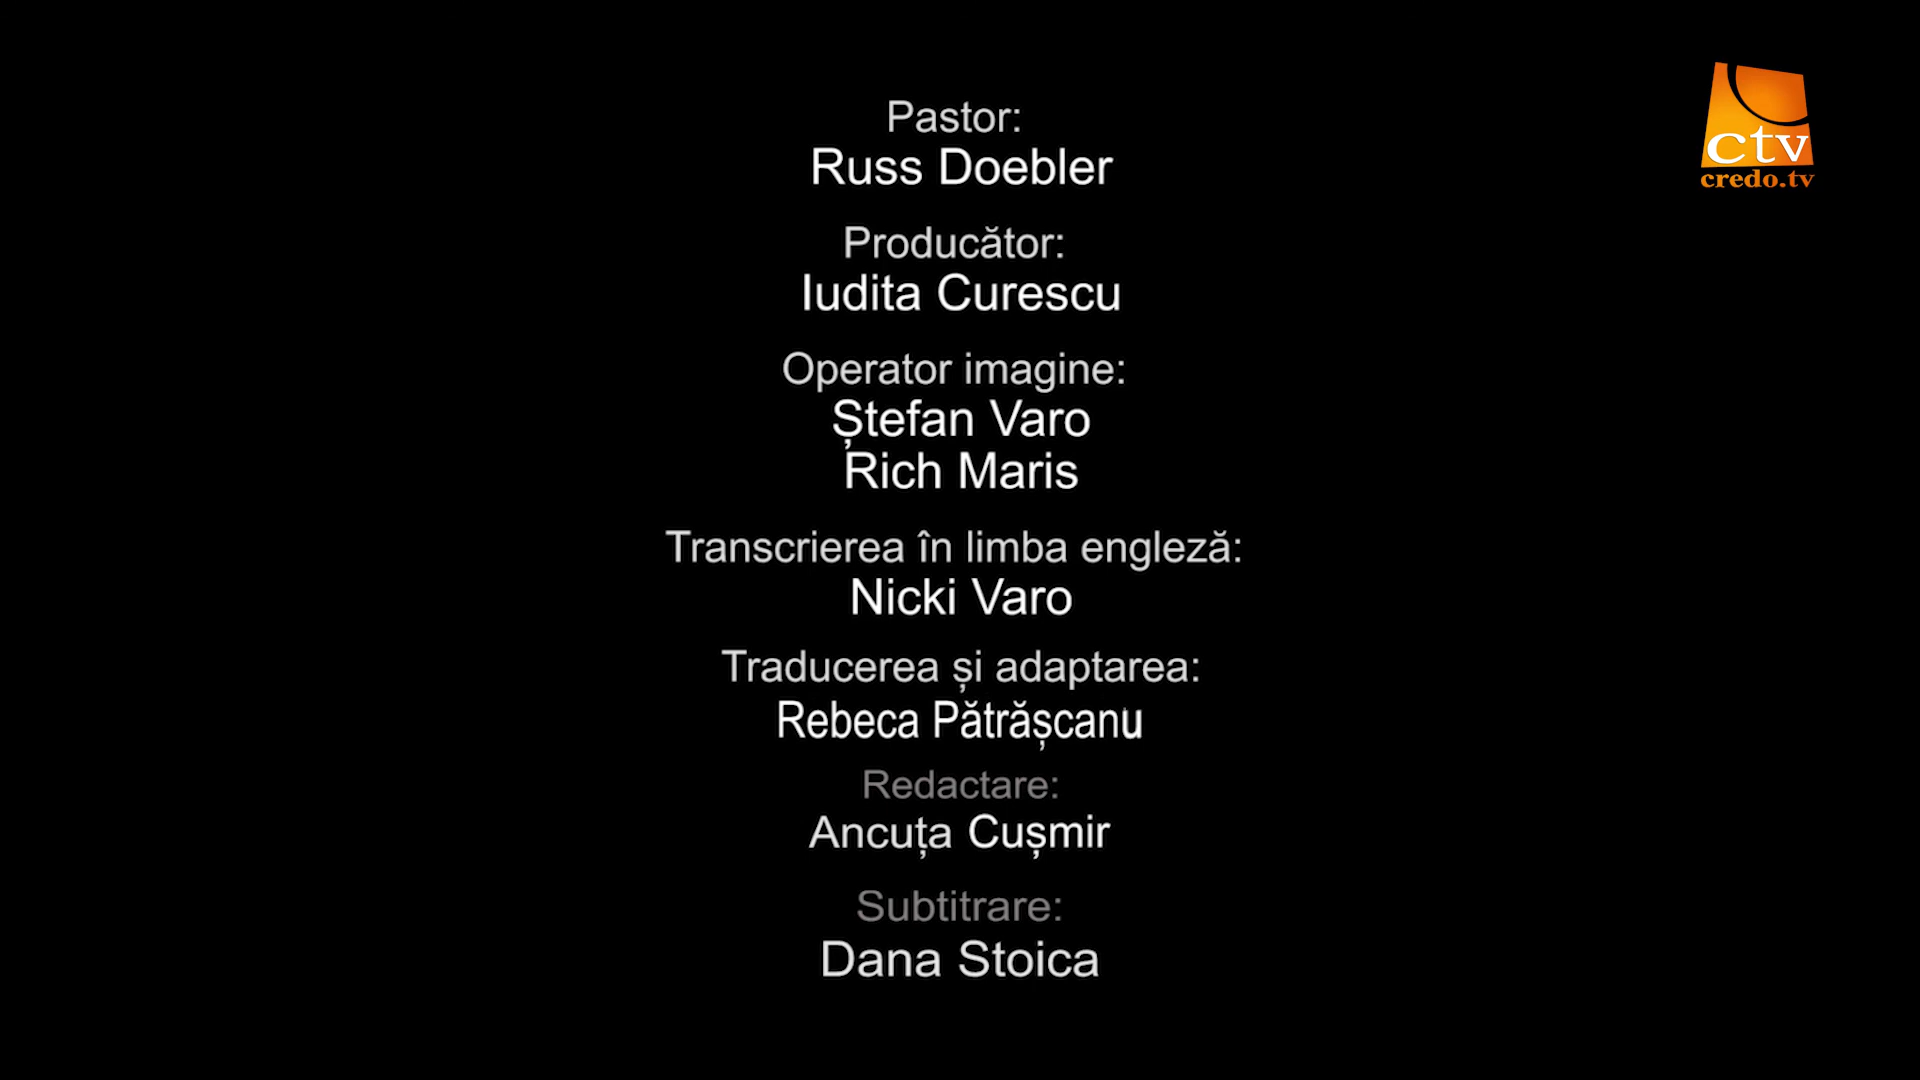 Pastor:
Russ Doebler
Producător:
Iudita Curescu
Operator imagine:
Ștefan Varo
Rich Maris
Transcrierea în limba engleză:
Nicki Varo
Traducerea și adaptarea:
Rebeca Pătrășcanu
Redactare:
Ancuța Cușmir
Subtitrare:
Dana Stoica
ctv
credo.tv